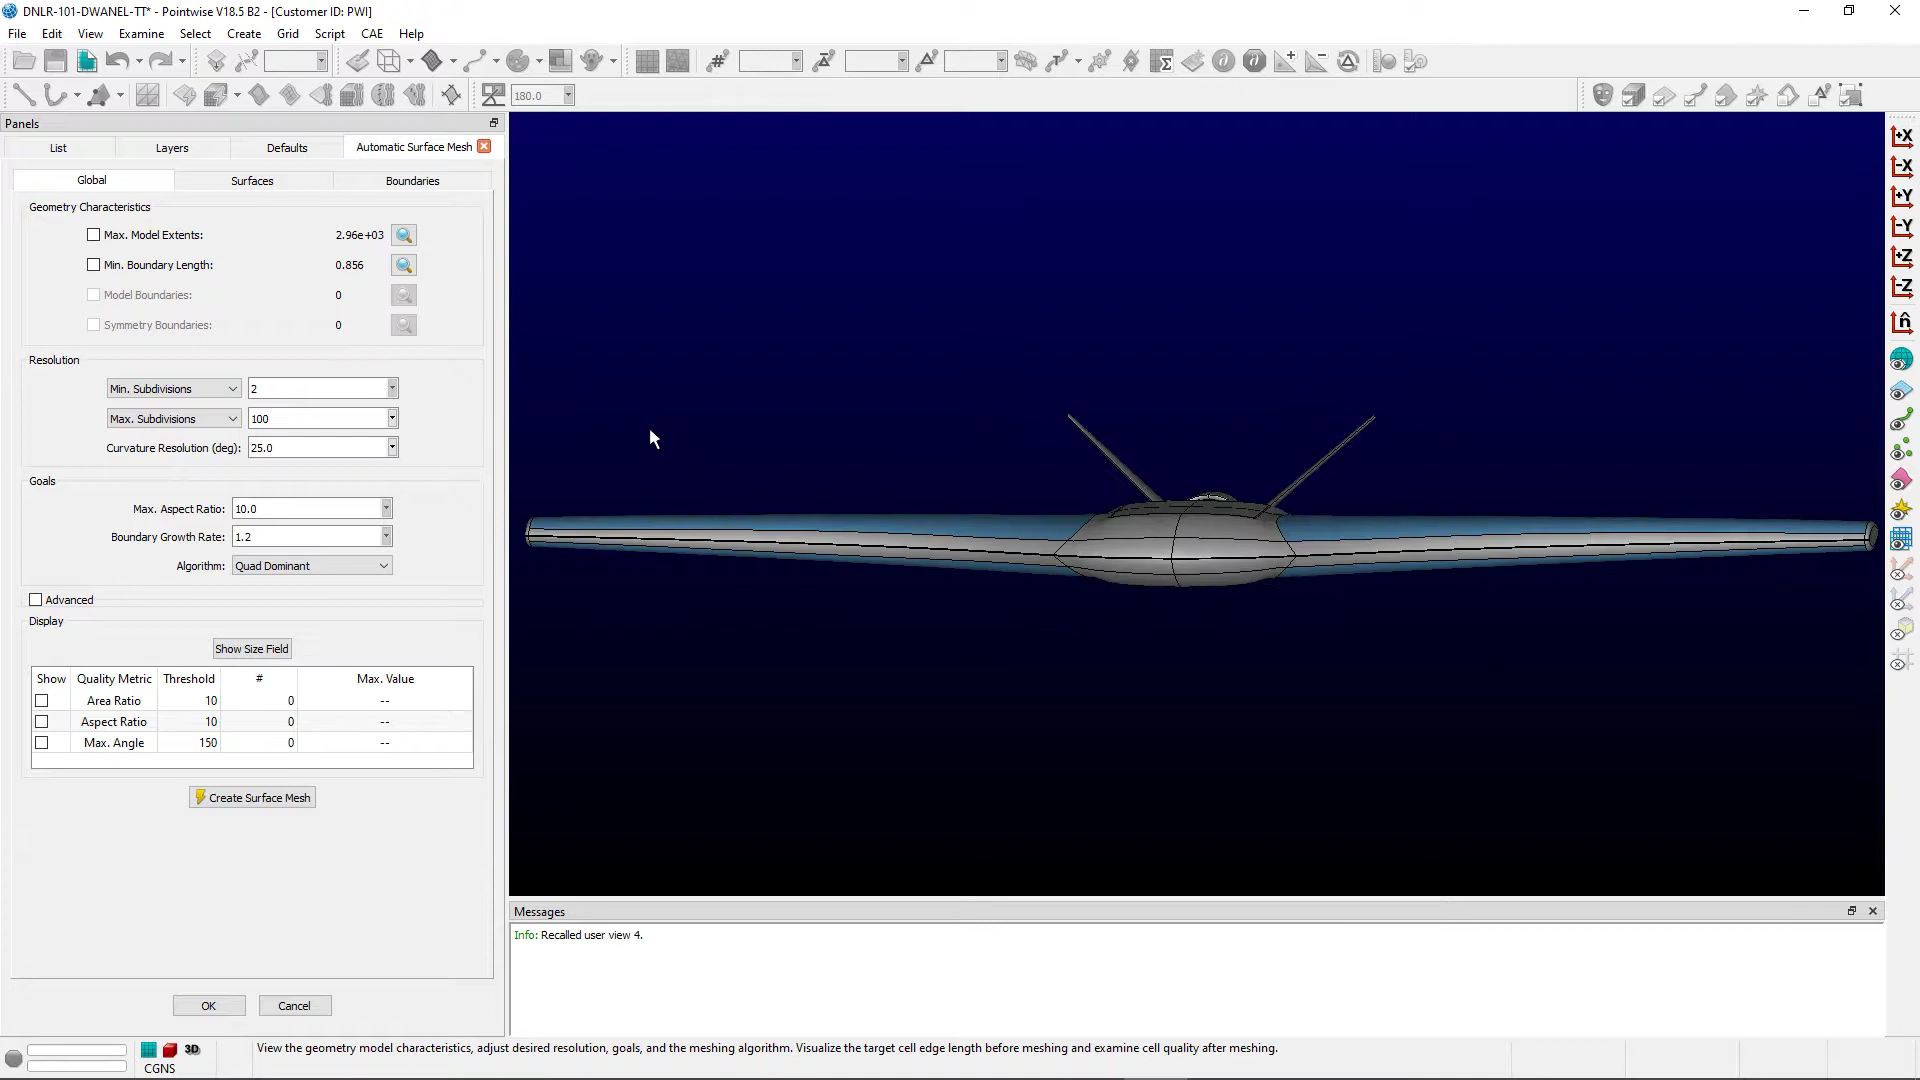 DNLR-101-DWANEL-TT* - Pointwise V18.5 B2 - [Customer ID: PWI]
File Edit View Examine Select Create Grid Script CAE Help
180.0
Panels
List Layers Defaults Automatic Surface Mesh
Global Surfaces Boundaries
Geometry Characteristics
Max. Model Extents: 2.96e+03
Min. Boundary Length: 0.856
Model Boundaries: 0
Symmetry Boundaries: 0
Resolution
Min. Subdivisions 2
Max. Subdivisions 100
Curvature Resolution (deg): 25.0
Goals
Max. Aspect Ratio: 10.0
Boundary Growth Rate: 1.2
Algorithm: Quad Dominant
Advanced
Display
Show Size Field
Show Quality Metric Threshold # Max. Value
Area Ratio 10 0 --
Aspect Ratio 10 0 --
Max. Angle 150 0 --
Create Surface Mesh
OK Cancel
+X
-X
+Y
-Y
+Z
-Z
n̂
Messages
Info: Recalled user view 4.
3D
CGNS
View the geometry model characteristics, adjust desired resolution, goals, and the meshing algorithm. Visualize the target cell edge length before meshing and examine cell quality after meshing.